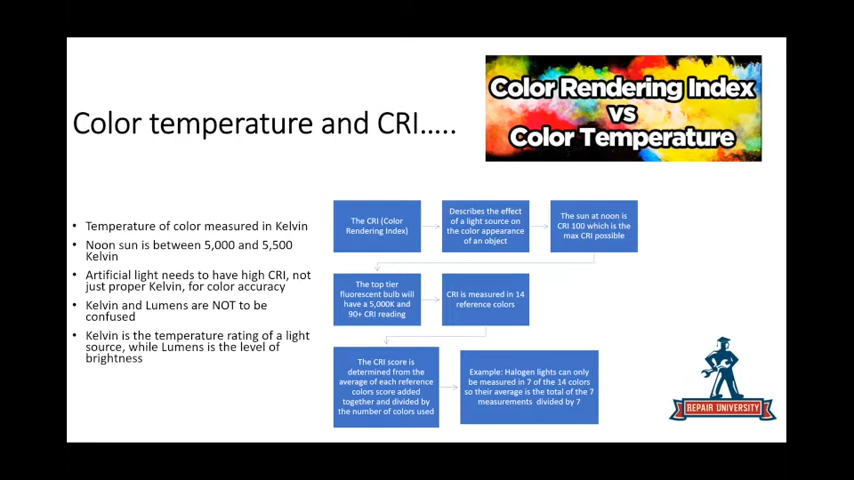 Color Rendering Index
vs
Color Temperature
Color temperature and CRI.....
• Temperature of color measured in Kelvin
• Noon sun is between 5,000 and 5,500
Kelvin
• Artificial light needs to have high CRI, not
just proper Kelvin, for color accuracy
• Kelvin and Lumens are NOT to be
confused
• Kelvin is the temperature rating of a light
source, while Lumens is the level of
brightness
The CRI (Color
Rendering Index)
Describes the effect
of a light source on
the color appearance
of an object
The sun at noon is
CRI 100 which is the
max CRI possible
The top tier
fluorescent bulb will
have a 5,000K and
90+ CRI reading
CRI is measured in 14
reference colors
The CRI score is
determined from the
average of each reference
colors score added
together and divided by
the number of colors used
Example: Halogen lights can only
be measured in 7 of the 14 colors
so their average is the total of the 7
measurements divided by 7
REPAIR UNIVERSITY